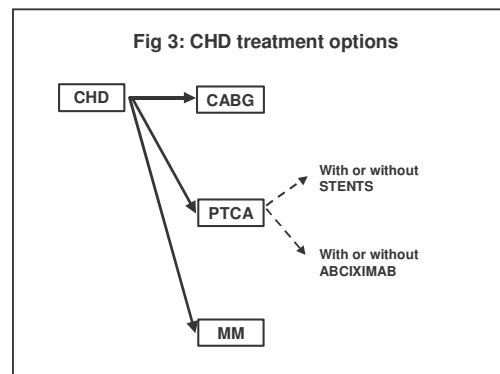 Fig 3: CHD treatment options
CHD
CABG
With or without
STENTS
PTCA
With or without
ABCIXIMAB
MM